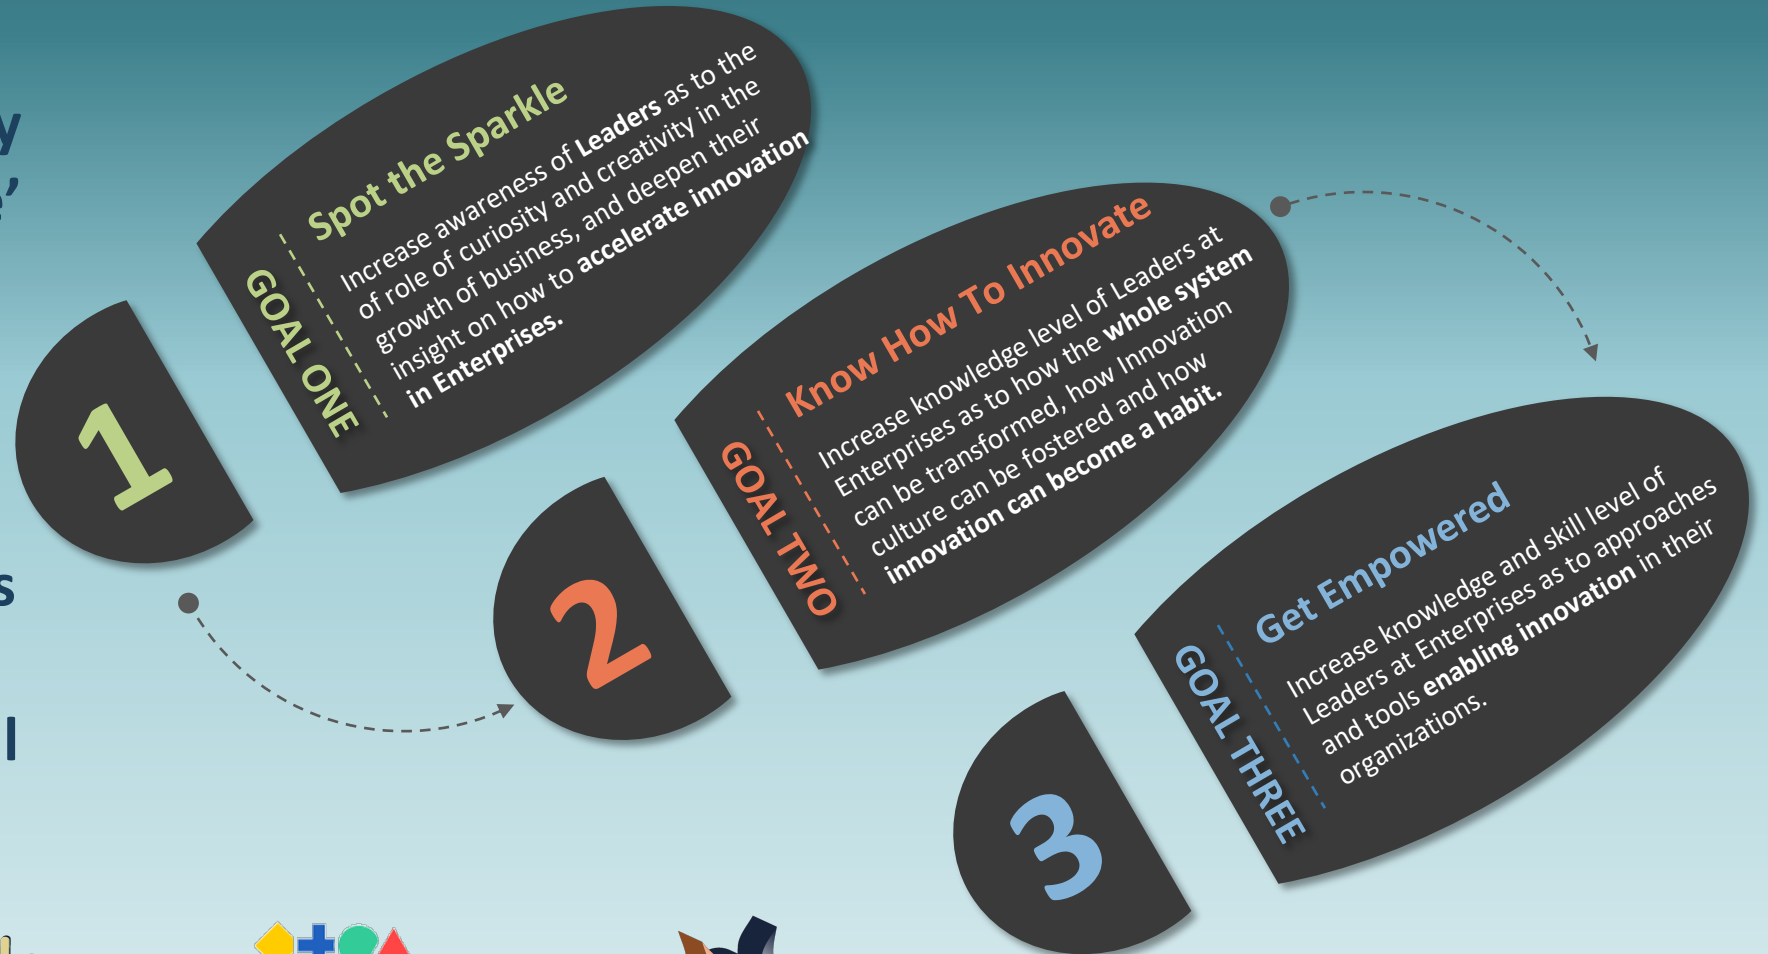 1
GOAL ONE
Spot the Sparkle
Increase awareness of Leaders as to the
of role of curiosity and creativity in the
growth of business, and deepen their
insight on how to accelerate innovation
in Enterprises.
2
GOAL TWO
Know How To Innovate
Increase knowledge level of Leaders at
Enterprises as to how the whole system
can be transformed, how Innovation
culture can be fostered and how
innovation can become a habit.
3
GOAL THREE
Get Empowered
Increase knowledge and skill level of
Leaders at Enterprises as to approaches
and tools enabling innovation in their
organizations.